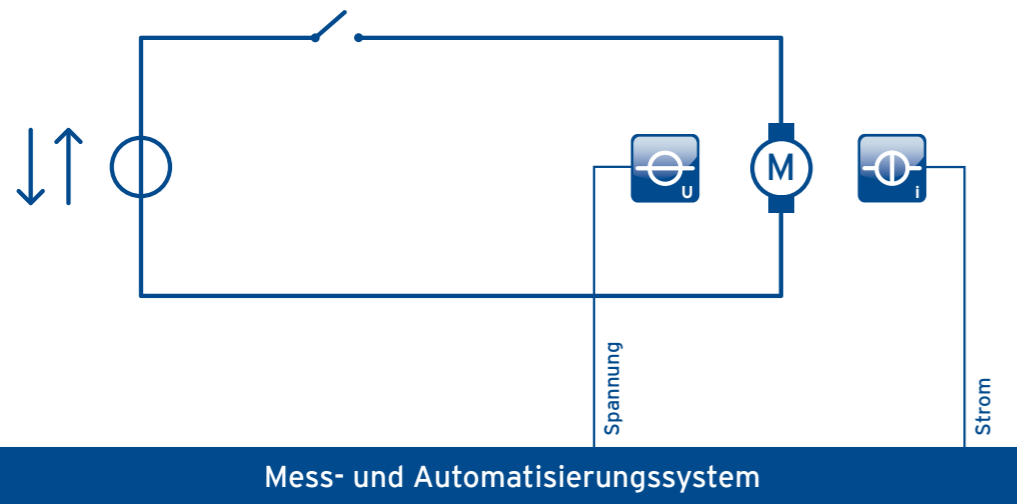 M
U
i
Spannung
Strom
Mess- und Automatisierungssystem